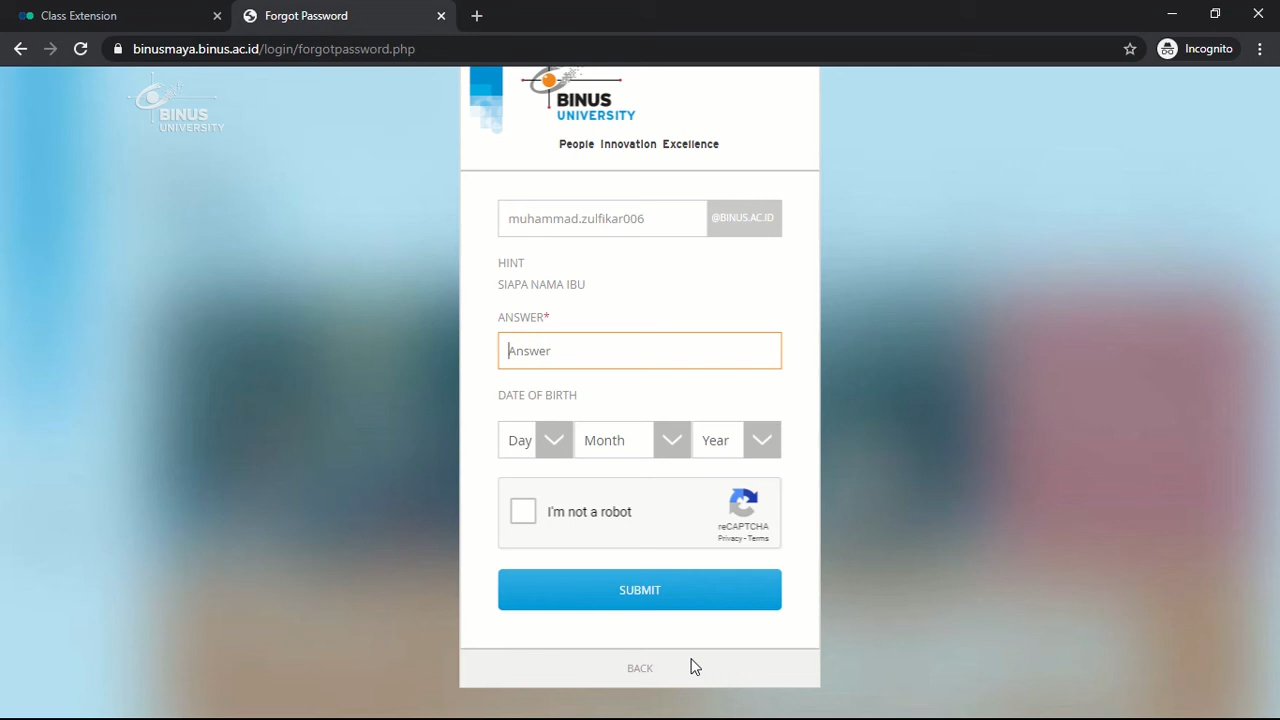 Class Extension
Forgot Password
binusmaya.binus.ac.id/login/forgotpassword.php
Incognito
BINUS
UNIVERSITY
BINUS
UNIVERSITY
People Innovation Excellence
muhammad.zulfikar006
@BINUS.AC.ID
HINT
SIAPA NAMA IBU
ANSWER*
Answer
DATE OF BIRTH
Day
Month
Year
I'm not a robot
reCAPTCHA
Privacy - Terms
SUBMIT
BACK